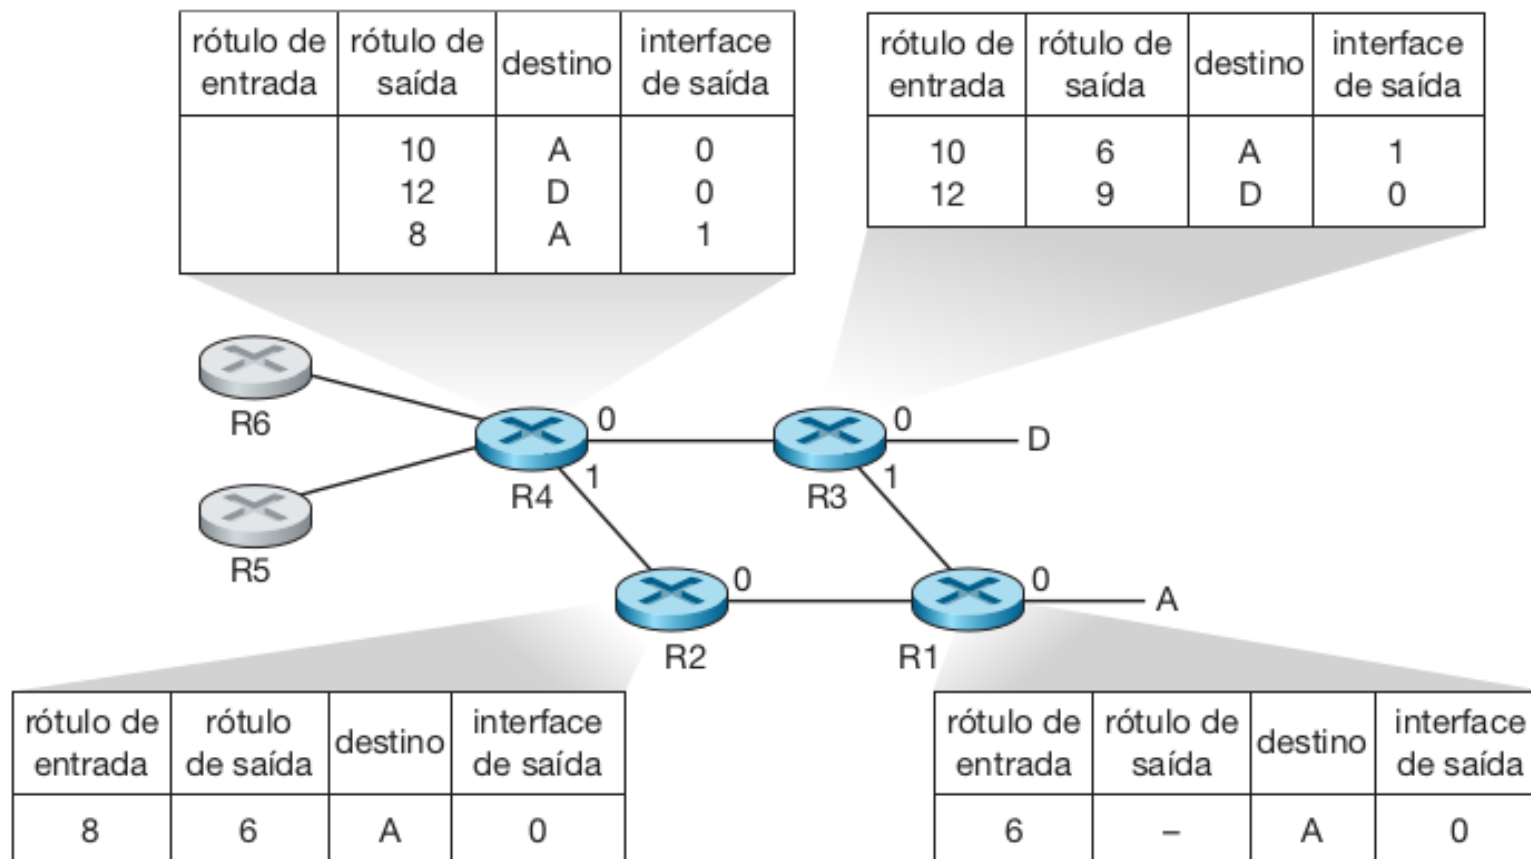 rótulo de entrada rótulo de saída destino interface de saída
10 A 0
12 D 0
8 A 1
rótulo de entrada rótulo de saída destino interface de saída
10 6 A 1
12 9 D 0
R6
R5
0
R4
1
0
D
R3
1
0
R2
0
A
R1
rótulo de entrada rótulo de saída destino interface de saída
8 6 A 0
rótulo de entrada rótulo de saída destino interface de saída
6 – A 0